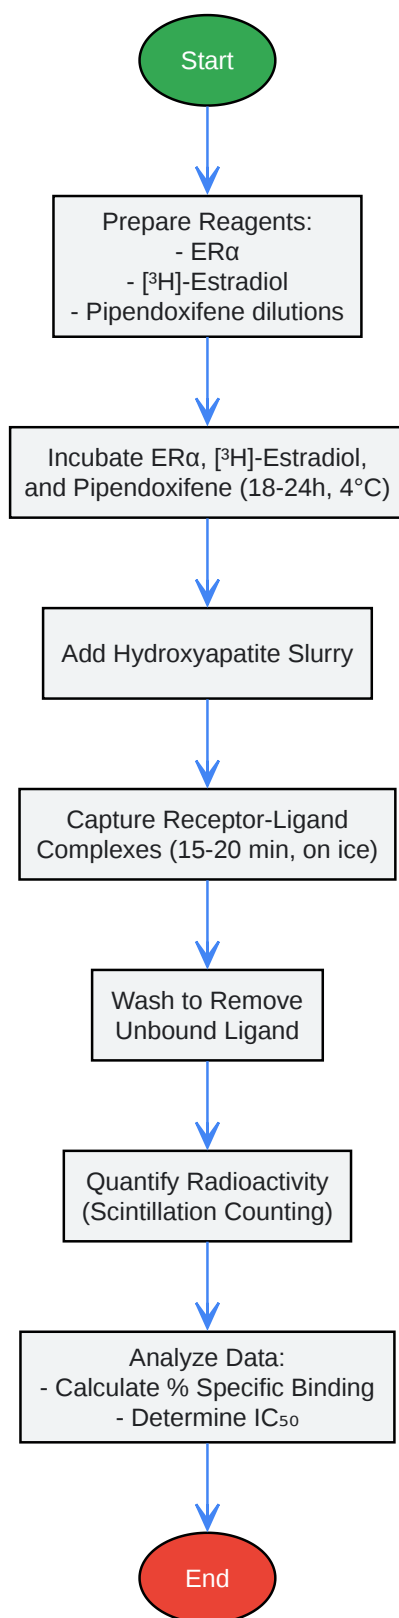 Start
Prepare Reagents:
- ERα
- [³H]-Estradiol
- Pipendoxifene dilutions
Incubate ERα, [³H]-Estradiol,
and Pipendoxifene (18-24h, 4°C)
Add Hydroxyapatite Slurry
Capture Receptor-Ligand
Complexes (15-20 min, on ice)
Wash to Remove
Unbound Ligand
Quantify Radioactivity
(Scintillation Counting)
Analyze Data:
- Calculate % Specific Binding
- Determine IC₅₀
End